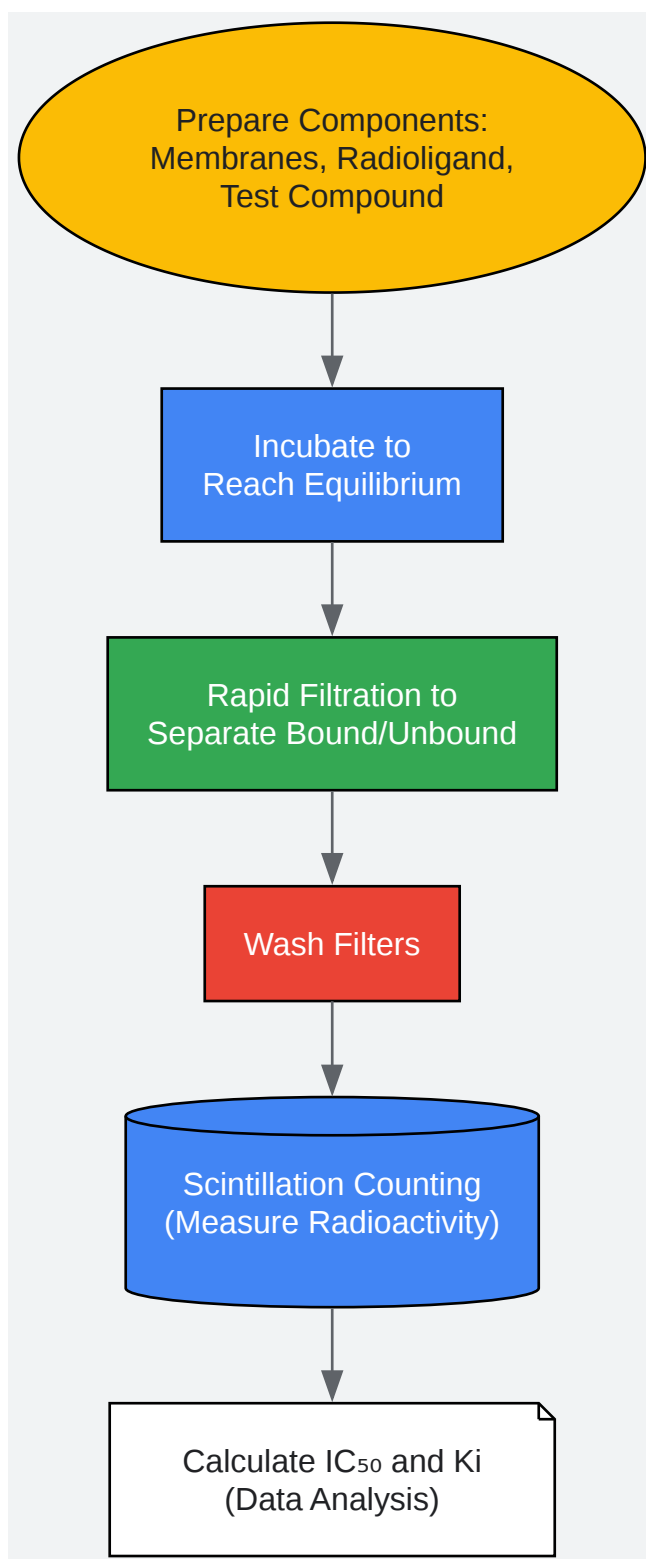 Prepare Components:
Membranes, Radioligand,
Test Compound
Incubate to
Reach Equilibrium
Rapid Filtration to
Separate Bound/Unbound
Wash Filters
Scintillation Counting
(Measure Radioactivity)
Calculate IC₅₀ and Ki
(Data Analysis)